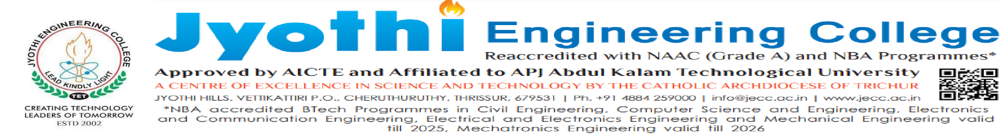 JYOTHI ENGINEERING COLLEGE
LEAD KINDLY LIGHT
TET
CREATING TECHNOLOGY
LEADERS OF TOMORROW
ESTD 2002
Jyothi Engineering College
Reaccredited with NAAC (Grade A) and NBA Programmes*
Approved by AICTE and Affiliated to APJ Abdul Kalam Technological University
A CENTRE OF EXCELLENCE IN SCIENCE AND TECHNOLOGY BY THE CATHOLIC ARCHDIOCESE OF TRICHUR
JYOTHI HILLS, VETTIKATTIRI P.O., CHERUTHURUTHY, THRISSUR, 679531 | Ph. +91 4884 259000 | info@jecc.ac.in | www.jecc.ac.in
*NBA accredited BTech Programmes in Civil Engineering, Computer Science and Engineering, Electronics
and Communication Engineering, Electrical and Electronics Engineering and Mechanical Engineering valid
till 2025, Mechatronics Engineering valid till 2026